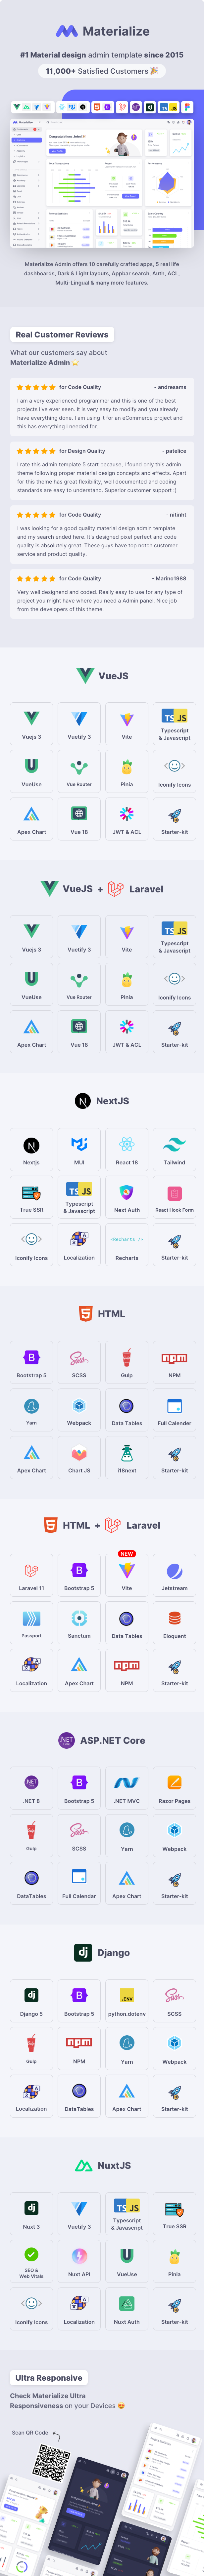 Materialize
#1 Material design admin template since 2015
11,000+ Satisfied Customers
Materialize Admin offers 10 carefully crafted apps, 5 real life
dashboards, Dark & Light layouts, smarter search, Auth, ACL,
Multi-Lingual & many more features.
Real Customer Reviews
What our customers say about
Materialize Admin
for Code Quality - andresams
I am a very experienced programmer and this is one of the best
projects I've ever seen. It is very easy to modify and you already
have everything done. I am using it for an eCommerce project and
this has everything I needed for.
for Design Quality - patelice
I rate this admin template 5 start because, I found only this admin
theme following proper material design concepts and effects. Apart
for this theme has great flexibility, well documented and coding
standards are easy to understand. Superior customer support :)
for Code Quality - nitinht
I was looking for a good quality material design admin template
and my search ended here. It's designed pixel perfect and code
quality is absolutely great. These guys have top notch customer
service and product quality.
for Code Quality - Marino1988
Very well designed and coded. Really easy to use for any type of
project you might have where you need a Admin panel. Nice job
from the developers of this theme.
VueJS
Vuejs 3
Vuetify 3
Vite
TS JS
Typescript
& Javascript
VueUse
Vue Router
Pinia
Iconify Icons
Apex Chart
Vue 18
JWT & ACL
Starter-kit
VueJS + Laravel
Vuejs 3
Vuetify 3
Vite
TS JS
Typescript
& Javascript
VueUse
Vue Router
Pinia
Iconify Icons
Apex Chart
Vue 18
JWT & ACL
Starter-kit
NextJS
Nextjs
MUI
React 18
Tailwind
True SSR
TS JS
Typescript
& Javascript
Next Auth
React Hook Form
Iconify Icons
Localization
<Recharts />
Recharts
Starter-kit
HTML
Bootstrap 5
SCSS
Gulp
NPM
Yarn
Webpack
Data Tables
Full Calender
Apex Chart
Chart JS
i18next
Starter-kit
HTML + Laravel
NEW
Laravel 11
Bootstrap 5
Vite
Jetstream
Passport
Sanctum
Data Tables
Eloquent
Localization
Apex Chart
NPM
Starter-kit
ASP.NET Core
.NET 8
Bootstrap 5
.NET MVC
Razor Pages
Gulp
SCSS
Yarn
Webpack
DataTables
Full Calendar
Apex Chart
Starter-kit
dj Django
Django 5
Bootstrap 5
.ENV
python.dotenv
SCSS
Gulp
NPM
Yarn
Webpack
Localization
DataTables
Apex Chart
Starter-kit
NuxtJS
dj
Nuxt 3
Vuetify 3
TS JS
Typescript
& Javascript
True SSR
SEO &
Web Vitals
Nuxt API
VueUse
Pinia
Iconify Icons
Localization
Nuxt Auth
Starter-kit
Ultra Responsive
Check Materialize Ultra
Responsiveness on your Devices
Scan QR Code